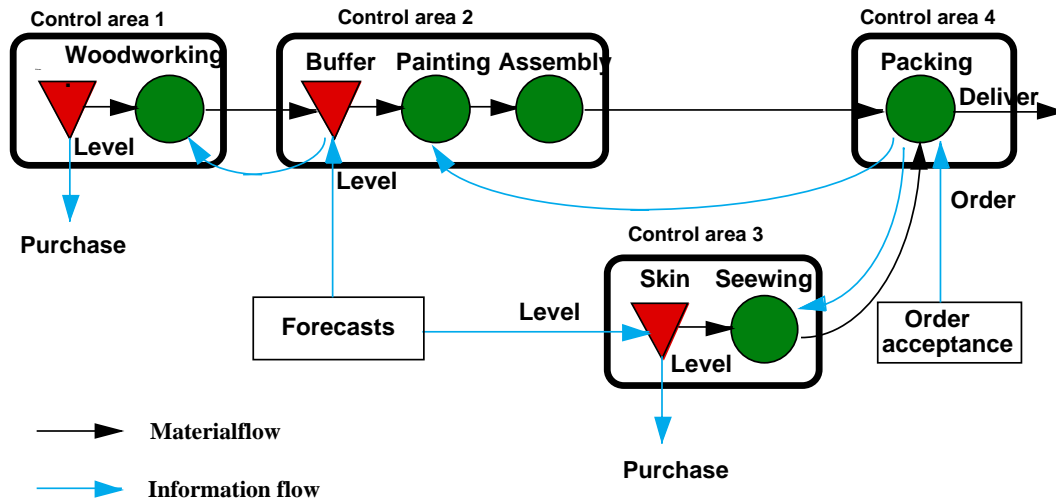 Control area 1
Control area 2
Control area 4
Woodworking
Buffer
Painting
Assembly
Packing
Deliver
Level
Level
Order
Purchase
Control area 3
Skin
Seewing
Forecasts
Level
Level
Order
acceptance
Materialflow
Purchase
Information flow